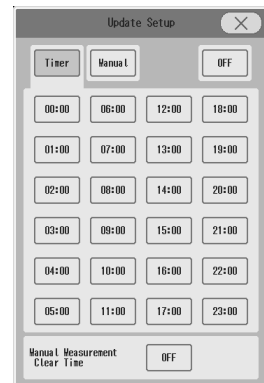 Update Setup
Timer Manual OFF
00:00 06:00 12:00 18:00
01:00 07:00 13:00 19:00
02:00 08:00 14:00 20:00
03:00 09:00 15:00 21:00
04:00 10:00 16:00 22:00
05:00 11:00 17:00 23:00
Manual Measurement OFF
Clear Time